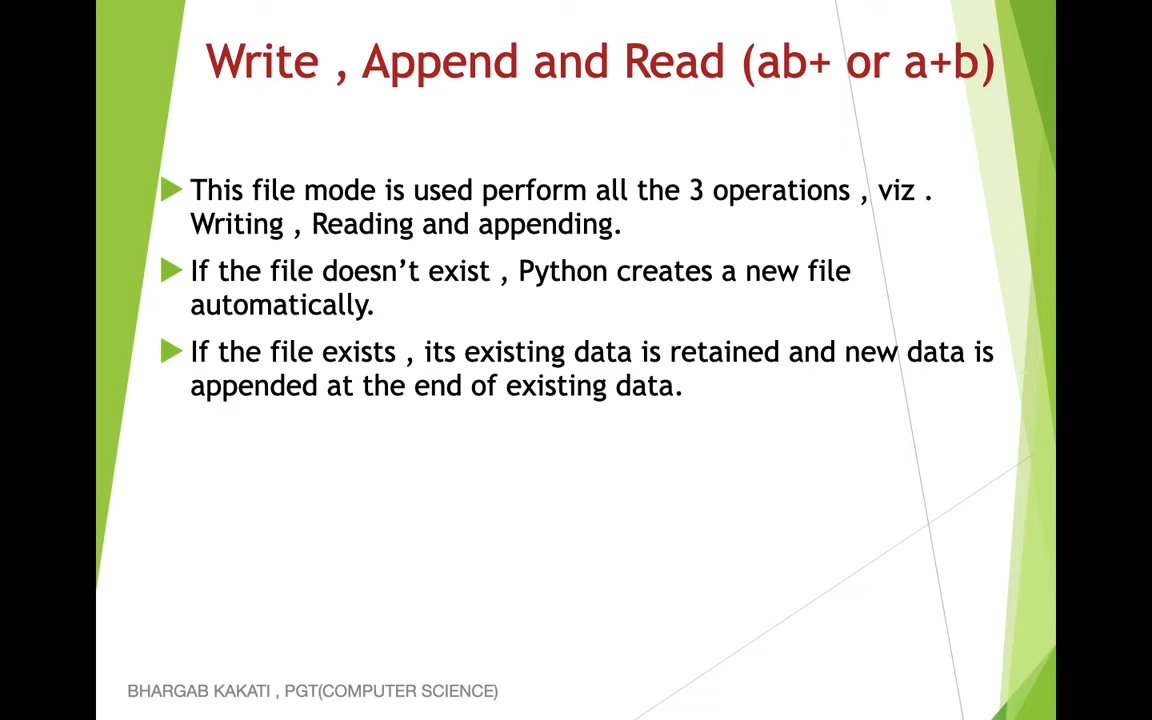 Write , Append and Read (ab+ or a+b)
This file mode is used perform all the 3 operations , viz .
Writing , Reading and appending.
If the file doesn’t exist , Python creates a new file
automatically.
If the file exists , its existing data is retained and new data is
appended at the end of existing data.
BHARGAB KAKATI , PGT(COMPUTER SCIENCE)